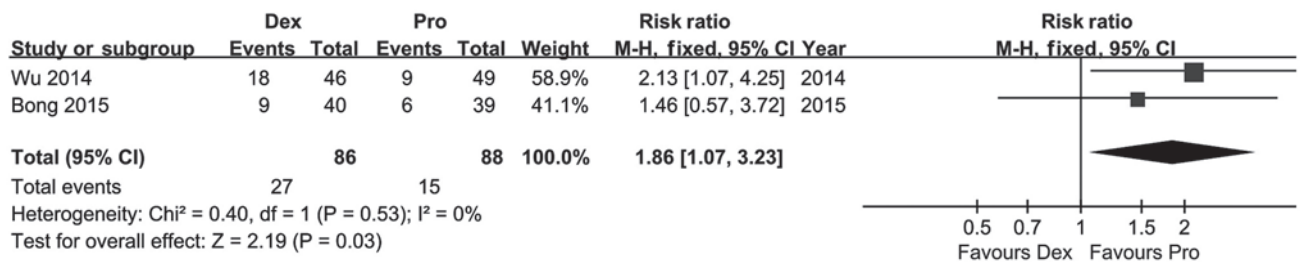 Dex Pro Risk ratio Risk ratio
Study or subgroup Events Total Events Total Weight M-H, fixed, 95% CI Year M-H, fixed, 95% CI
Wu 2014 18 46 9 49 58.9% 2.13 [1.07, 4.25] 2014
Bong 2015 9 40 6 39 41.1% 1.46 [0.57, 3.72] 2015
Total (95% CI) 86 88 100.0% 1.86 [1.07, 3.23]
Total events 27 15
Heterogeneity: Chi² = 0.40, df = 1 (P = 0.53); I² = 0%
Test for overall effect: Z = 2.19 (P = 0.03)
0.5 0.7 1 1.5 2
Favours Dex Favours Pro